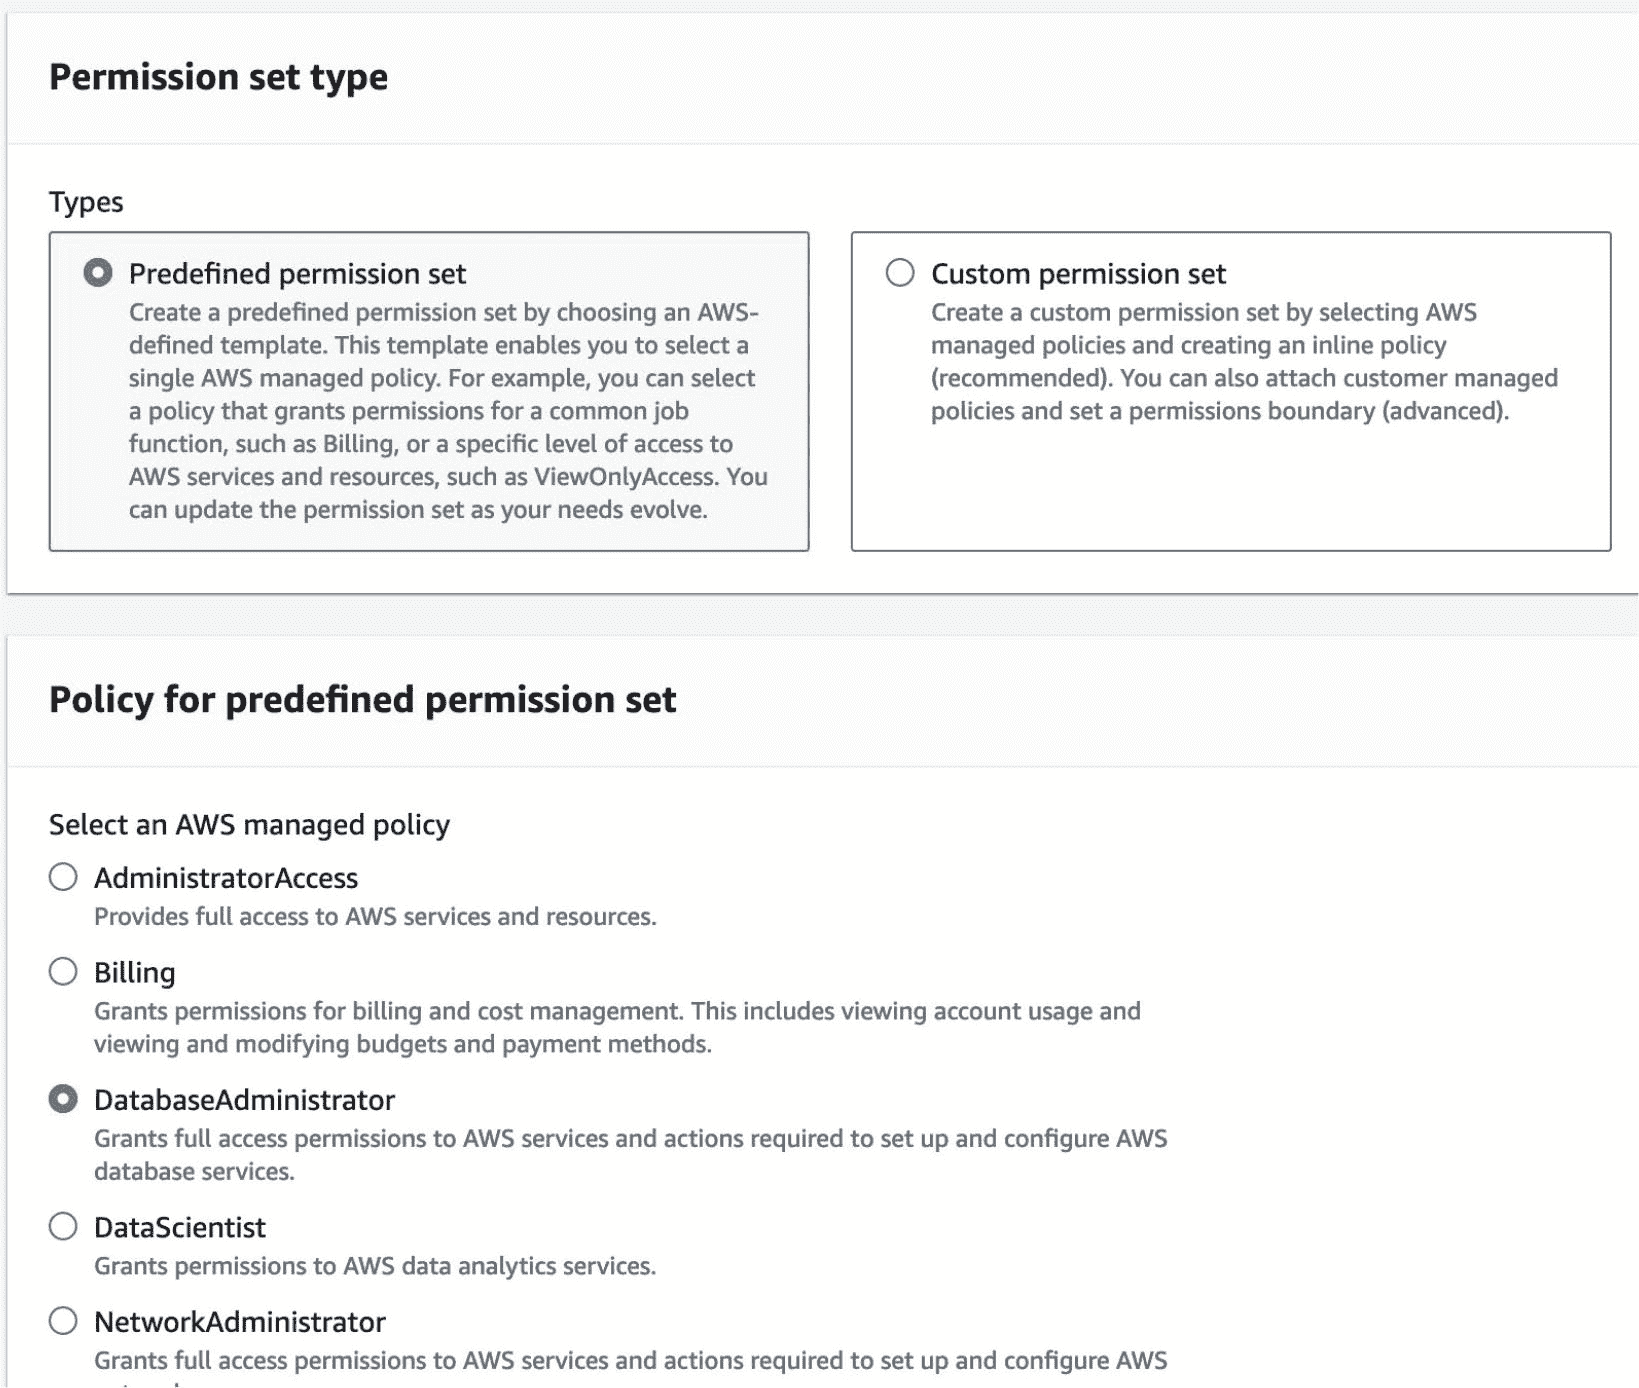 Permission set type
Types
Predefined permission set
Create a predefined permission set by choosing an AWS-
defined template. This template enables you to select a
single AWS managed policy. For example, you can select
a policy that grants permissions for a common job
function, such as Billing, or a specific level of access to
AWS services and resources, such as ViewOnlyAccess. You
can update the permission set as your needs evolve.
Custom permission set
Create a custom permission set by selecting AWS
managed policies and creating an inline policy
(recommended). You can also attach customer managed
policies and set a permissions boundary (advanced).
Policy for predefined permission set
Select an AWS managed policy
AdministratorAccess
Provides full access to AWS services and resources.
Billing
Grants permissions for billing and cost management. This includes viewing account usage and
viewing and modifying budgets and payment methods.
DatabaseAdministrator
Grants full access permissions to AWS services and actions required to set up and configure AWS
database services.
DataScientist
Grants permissions to AWS data analytics services.
NetworkAdministrator
Grants full access permissions to AWS services and actions required to set up and configure AWS